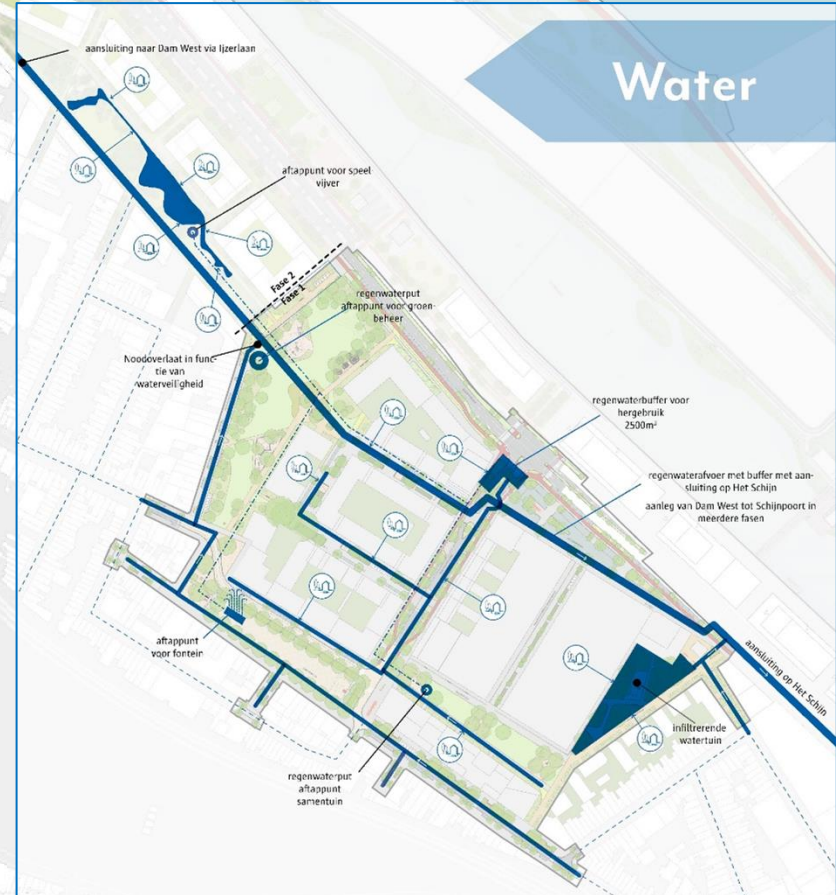 Water
aansluiting naar Dam West via Ijzerlaan
aftappunt voor speel
vijver
Fase 2
Fase 1
regenwaterput
aftappunt voor groen-
beheer
Noodoverlaat in func-
tie van
waterveiligheid
regenwaterbuffer voor
hergebruik
2500m³
regenwaterafvoer met buffer met aan-
sluiting op Het Schijn
aanleg van Dam West tot Schijnpoort in
meerdere fasen
aftappunt
voor fontein
aansluiting op Het Schijn
infiltrerende
watertuin
regenwaterput
aftappunt
samentuin